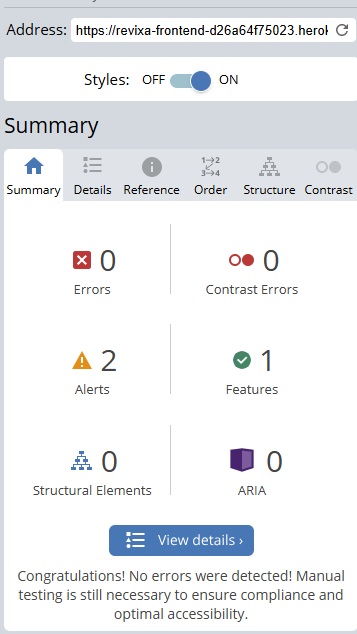 Address: https://revixa-frontend-d26a64f75023.herok
Styles: OFF ON
Summary
Summary Details Reference Order Structure Contrast
0 0
Errors Contrast Errors
2 1
Alerts Features
0 0
Structural Elements ARIA
View details ›
Congratulations! No errors were detected! Manual
testing is still necessary to ensure compliance and
optimal accessibility.